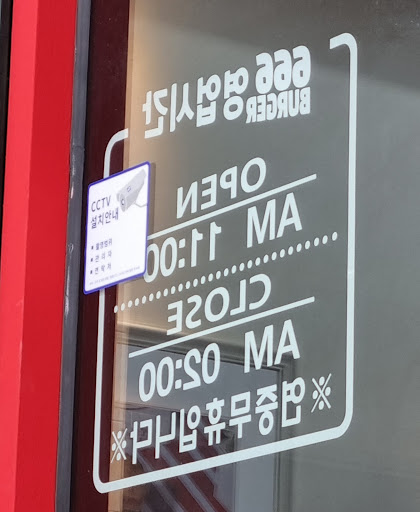 666 BURGER 영업시간
OPEN
AM 11:00
CLOSE
AM 02:00
※연중무휴입니다※
CCTV
설치안내